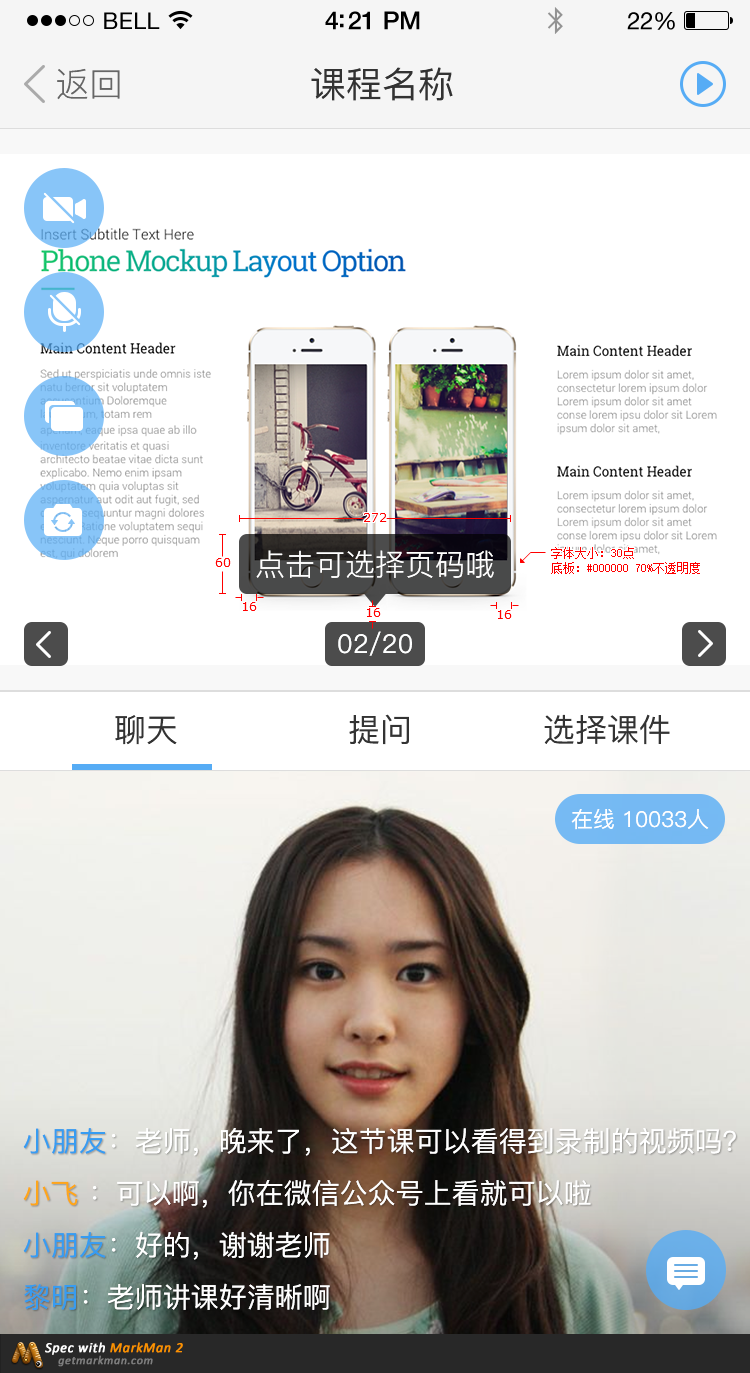 BELL 4:21 PM 22%
返回 课程名称
Insert Subtitle Text Here
Phone Mockup Layout Option
Main Content Header
Sed ut perspiciatis unde omnis iste
natu berror sit voluptatem
Doloremque
totam rem
eaque ipsa quae ab illo
inventore veritatis et quasi
architecto beatae vitae dicta sunt
explicabo. Nemo enim ipsam
voluptatem quia voluptas sit
aspernatur aut odit aut fugit, sed
sequuntur magni dolores
ratione voluptatem sequi
nesciunt. Neque porro quisquam
est, qui dolorem
Main Content Header
Lorem ipsum dolor sit amet,
consectetur lorem ipsum dolor
Lorem ipsum dolor sit amet
conse lorem ipsu dolor sit Lorem
ipsum dolor sit amet,
Main Content Header
Lorem ipsum dolor sit amet,
consectetur lorem ipsum dolor
Lorem ipsum dolor sit amet
conse lorem ipsu dolor sit Lorem
dolor sit amet,
272
60
点击可选择页码哦
字体大小：30点
底板：#000000 70%不透明度
16
16
16
02/20
聊天 提问 选择课件
在线 10033人
小朋友：老师，晚来了，这节课可以看得到录制的视频吗？
小飞：可以啊，你在微信公众号上看就可以啦
小朋友：好的，谢谢老师
黎明：老师讲课好清晰啊
Spec with MarkMan 2
getmarkman.com